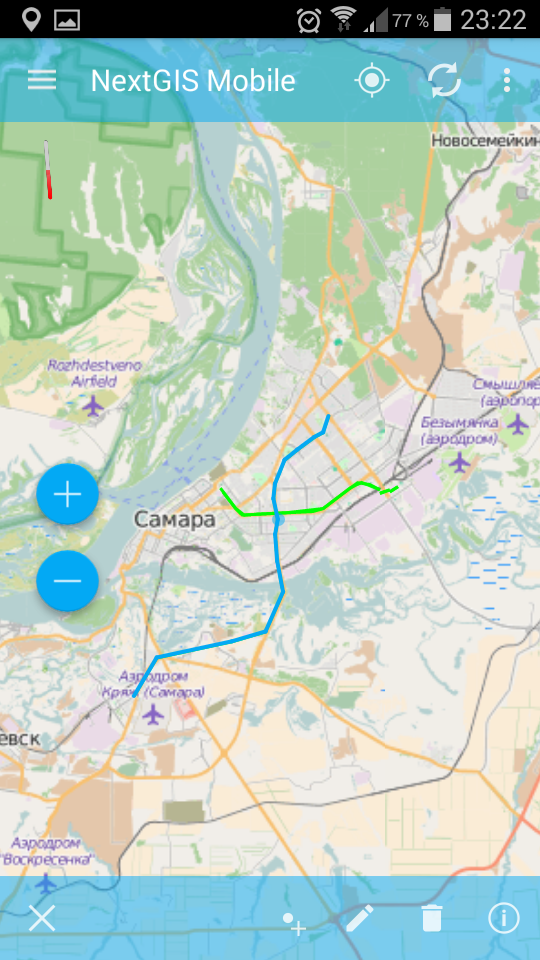 77 %
23:22
NextGIS Mobile
Новосемейкин
Rozhdestveno
Airfield
Смышляе
(аэропор
Безымянка
(аэродром)
Самара
Аэродром
Кряж (Самара)
евск
Аэродром
"Воскресенка"